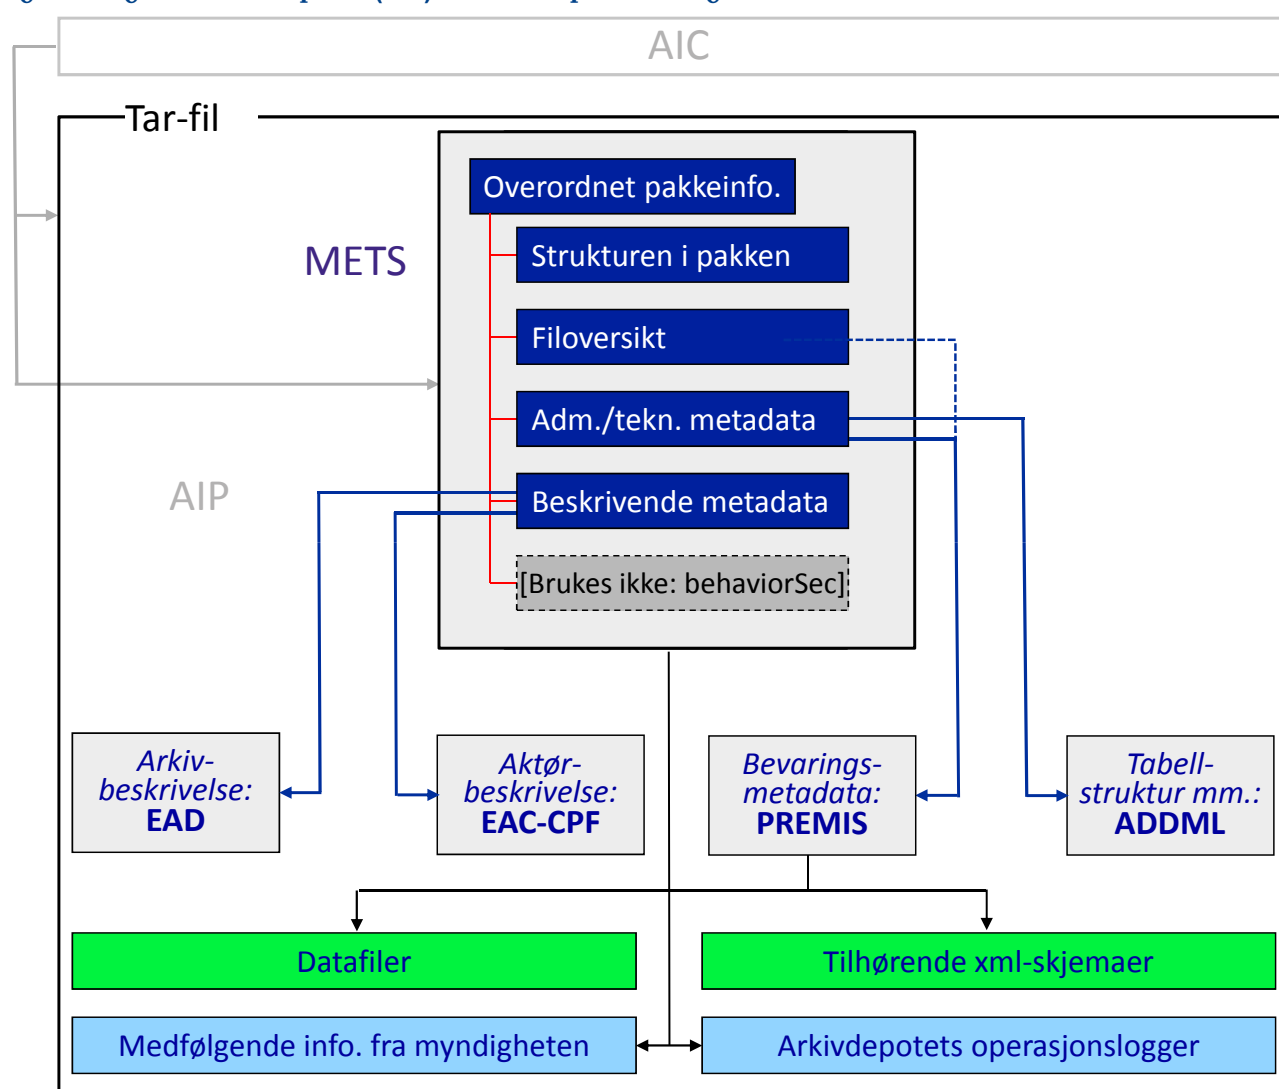 AIC
Tar-fil
Overordnet pakkeinfo.
Strukturen i pakken
METS
Filoversikt
Adm./tekn. metadata
AIP
Beskrivende metadata
[Brukes ikke: behaviorSec]
Arkiv-
beskrivelse:
EAD
Aktør-
beskrivelse:
EAC-CPF
Bevarings-
metadata:
PREMIS
Tabell-
struktur mm.:
ADDML
Datafiler
Tilhørende xml-skjemaer
Medfølgende info. fra myndigheten
Arkivdepotets operasjonslogger